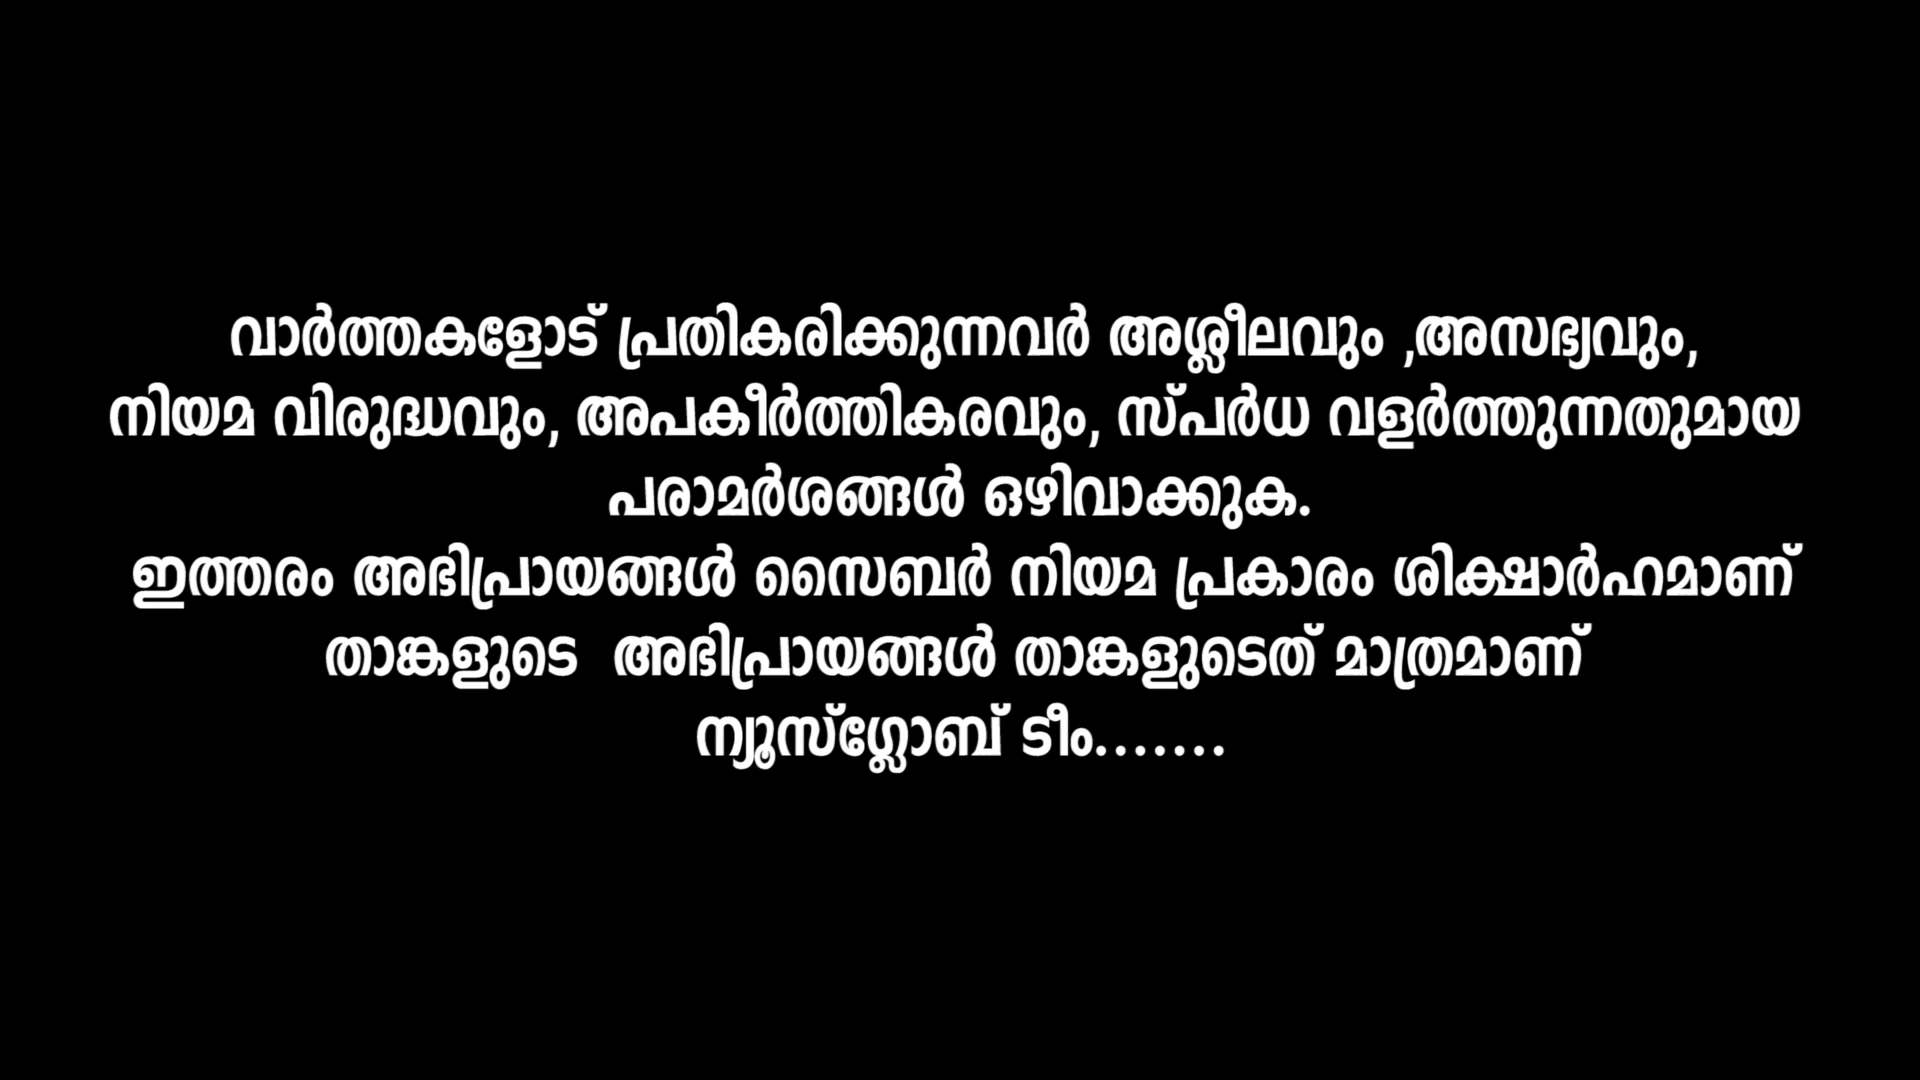 വാർത്തകളോട് പ്രതികരിക്കുന്നവർ അശ്ലീലവും ,അസഭ്യവും,
നിയമ വിരുദ്ധവും, അപകീർത്തികരവും, സ്പർധ വളർത്തുന്നതുമായ
പരാമർശങ്ങൾ ഒഴിവാക്കുക.
ഇത്തരം അഭിപ്രായങ്ങൾ സൈബർ നിയമ പ്രകാരം ശിക്ഷാർഹമാണ്
താങ്കളുടെ  അഭിപ്രായങ്ങൾ താങ്കളുടെത് മാത്രമാണ്
ന്യൂസ്ഗ്ലോബ് ടീം.......